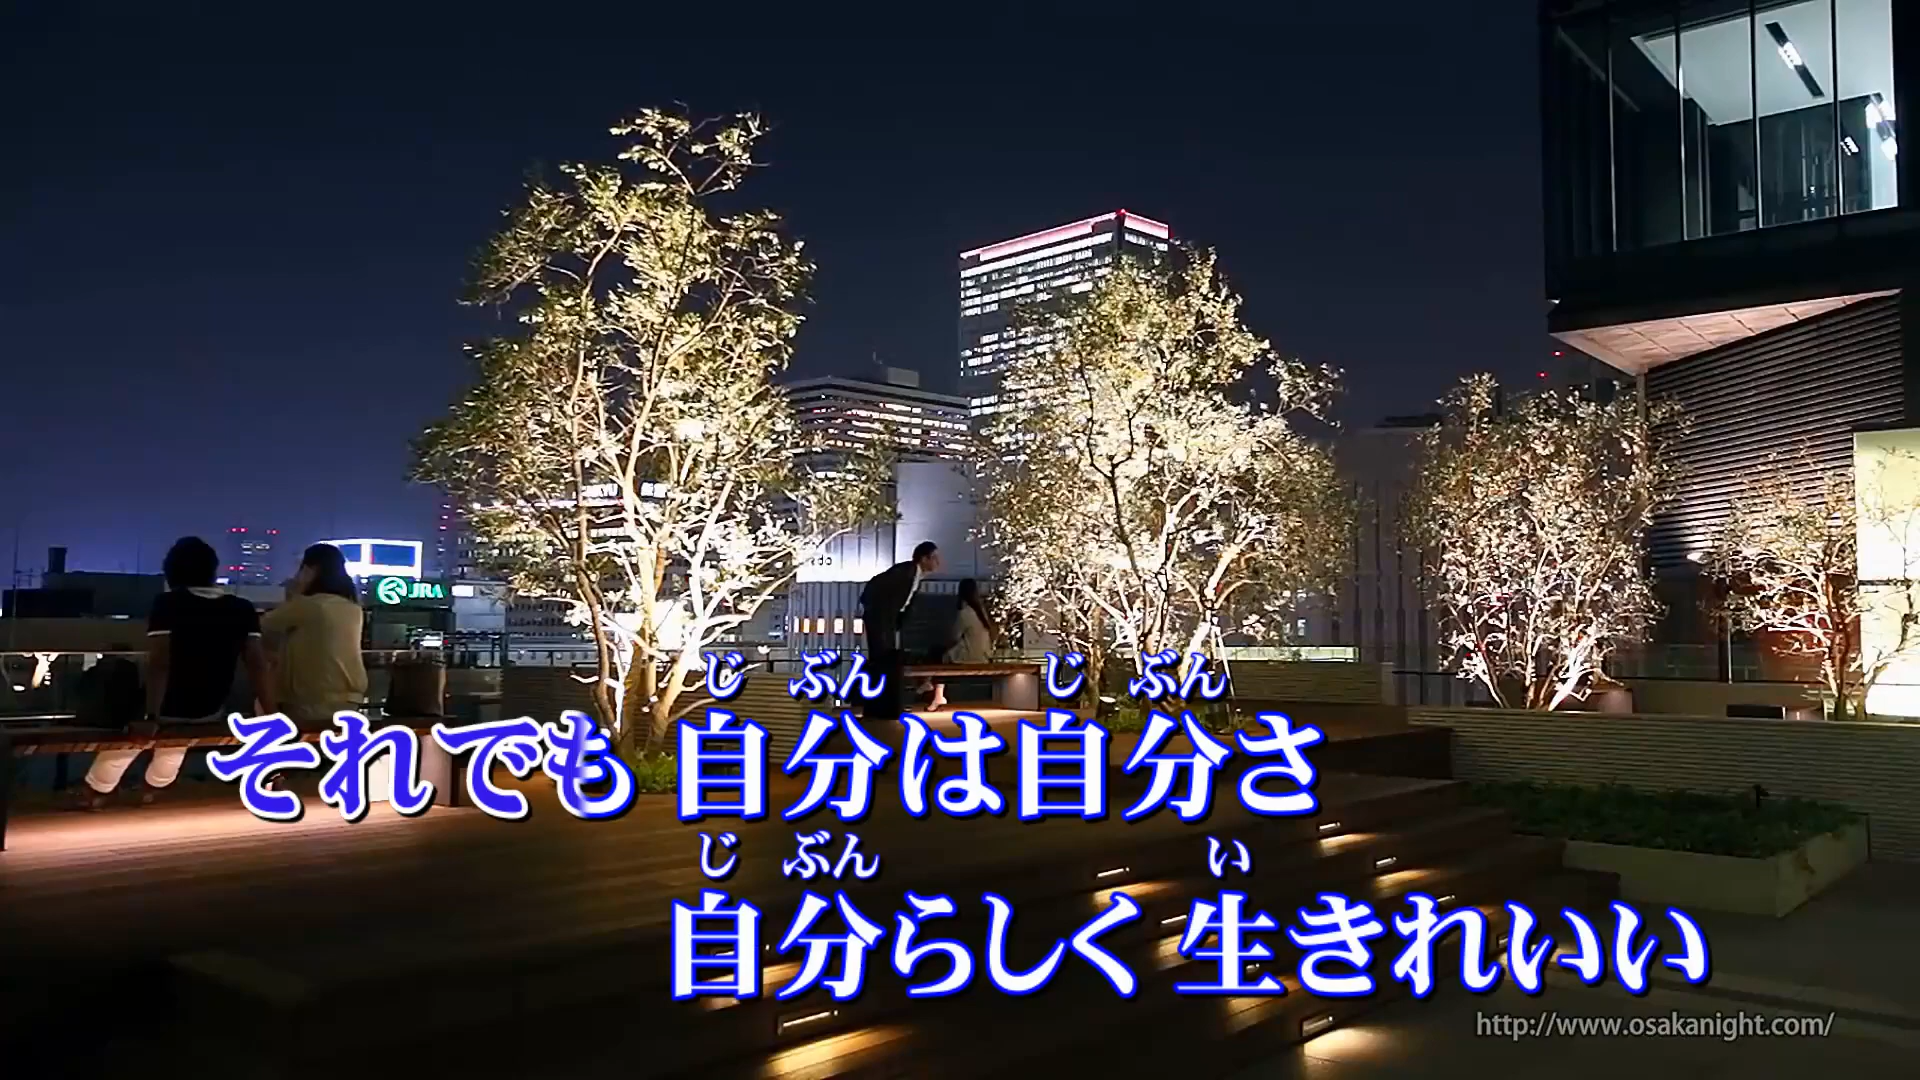 JRA
じ ぶん じ ぶん
それでも 自分は自分さ
じ ぶん い
自分らしく 生きれいい
http://www.osakanight.com/